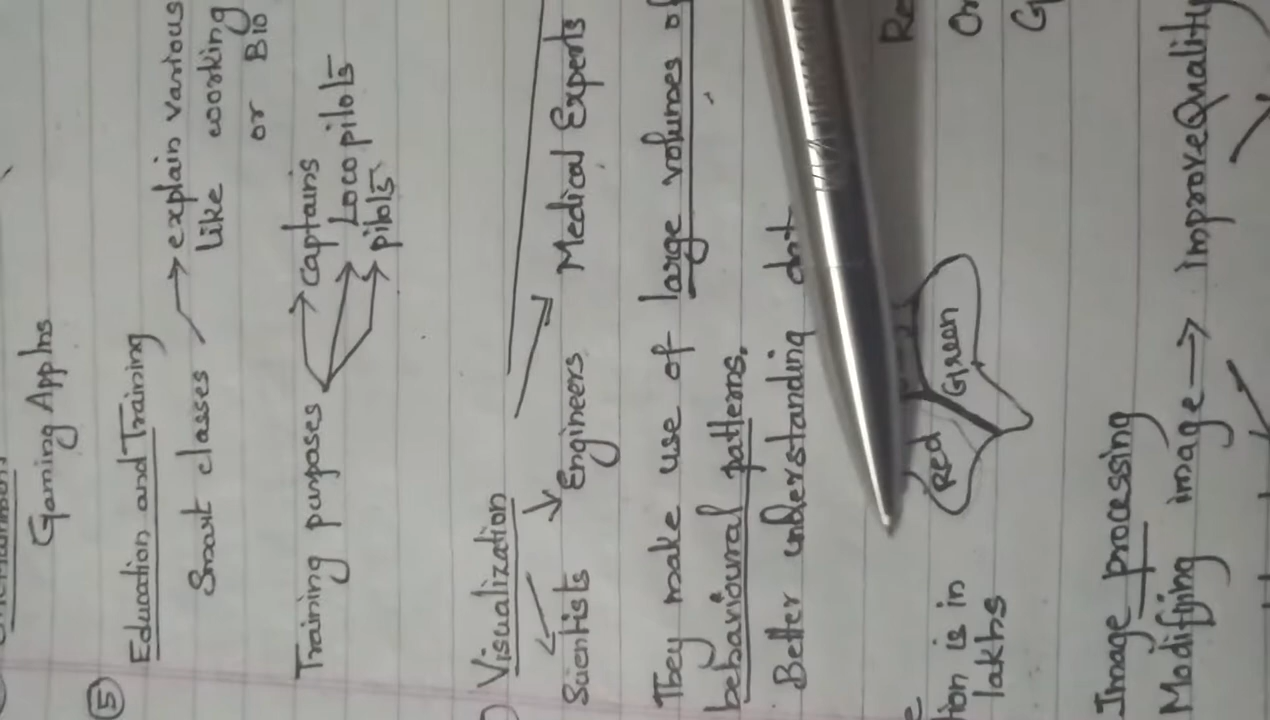 Gaming Applns
⑤ Education and Training
Smart classes → explain various
like working
or Bio
Training purposes → captains
→ Loco pilots
→ pilots
Visualization
Scientists Engineers Medical Experts
They make use of large volumes of
behavioural patterns.
Better understanding
Red Green
tion is in
lakhs
Image processing
Modifying image → improve Quality